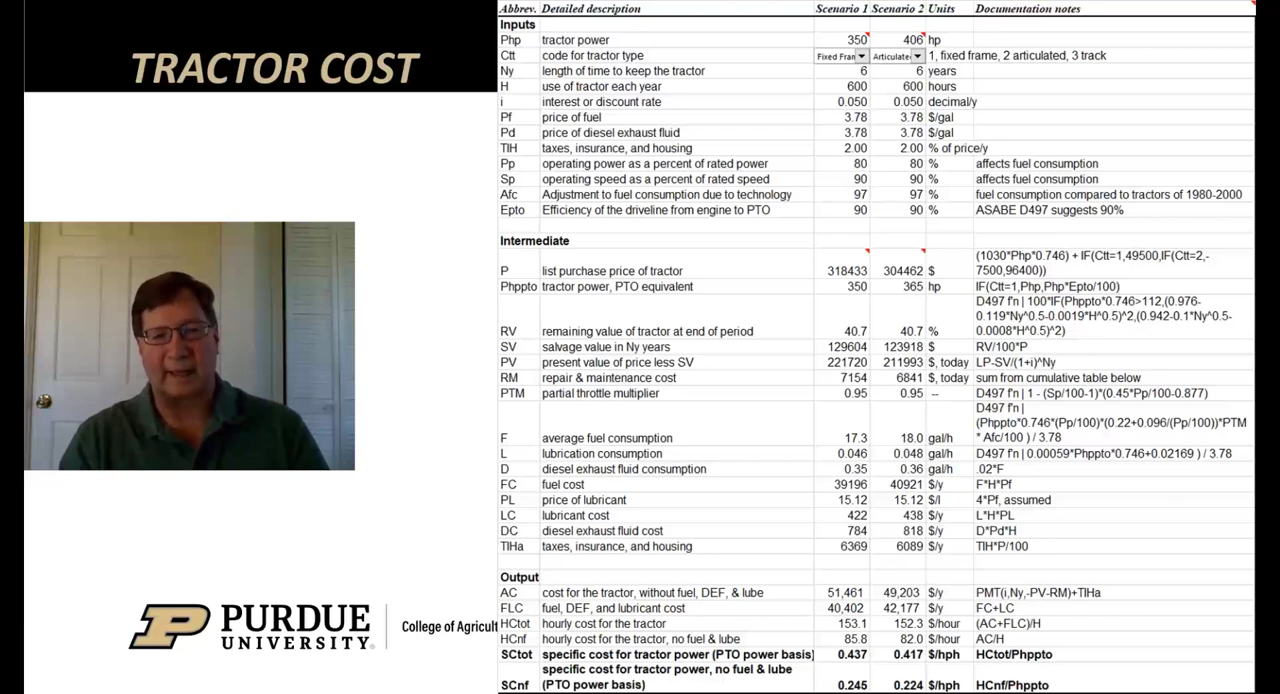 TRACTOR COST
PURDUE
UNIVERSITY
College of Agricult
Abbrev. Detailed description Scenario 1 Scenario 2 Units Documentation notes
Inputs
Php tractor power 350 406 hp
Ctt code for tractor type Fixed Fran Articulate 1, fixed frame, 2 articulated, 3 track
Ny length of time to keep the tractor 6 6 years
H use of tractor each year 600 600 hours
i interest or discount rate 0.050 0.050 decimal/y
Pf price of fuel 3.78 3.78 $/gal
Pd price of diesel exhaust fluid 3.78 3.78 $/gal
TIH taxes, insurance, and housing 2.00 2.00 % of price/y
Pp operating power as a percent of rated power 80 80 % affects fuel consumption
Sp operating speed as a percent of rated speed 90 90 % affects fuel consumption
Afc Adjustment to fuel consumption due to technology 97 97 % fuel consumption compared to tractors of 1980-2000
Epto Efficiency of the driveline from engine to PTO 90 90 % ASABE D497 suggests 90%
Intermediate
(1030*Php*0.746) + IF(Ctt=1,49500,IF(Ctt=2,-
P list purchase price of tractor 318433 304462 $ 7500,96400))
Phppto tractor power, PTO equivalent 350 365 hp IF(Ctt=1,Php,Php*Epto/100)
D497 f'n | 100*IF(Phppto*0.746>112,(0.976-
0.119*Ny^0.5-0.0019*H^0.5)^2,(0.942-0.1*Ny^0.5-
RV remaining value of tractor at end of period 40.7 40.7 % 0.0008*H^0.5)^2)
SV salvage value in Ny years 129604 123918 $ RV/100*P
PV present value of price less SV 221720 211993 $, today LP-SV/(1+i)^Ny
RM repair & maintenance cost 7154 6841 $, today sum from cumulative table below
PTM partial throttle multiplier 0.95 0.95 -- D497 f'n | 1 - (Sp/100-1)*(0.45*Pp/100-0.877)
D497 f'n |
(Phppto*0.746*(Pp/100)*(0.22+0.096/(Pp/100))*PTM
F average fuel consumption 17.3 18.0 gal/h * Afc/100 ) / 3.78
L lubrication consumption 0.046 0.048 gal/h D497 f'n | 0.00059*Phppto*0.746+0.02169 ) / 3.78
D diesel exhaust fluid consumption 0.35 0.36 gal/h .02*F
FC fuel cost 39196 40921 $/y F*H*Pf
PL price of lubricant 15.12 15.12 $/l 4*Pf, assumed
LC lubricant cost 422 438 $/y L*H*PL
DC diesel exhaust fluid cost 784 818 $/y D*Pd*H
TIHa taxes, insurance, and housing 6369 6089 $/y TIH*P/100
Output
AC cost for the tractor, without fuel, DEF, & lube 51,461 49,203 $/y PMT(i,Ny,-PV-RM)+TIHa
FLC fuel, DEF, and lubricant cost 40,402 42,177 $/y FC+LC
HCtot hourly cost for the tractor 153.1 152.3 $/hour (AC+FLC)/H
HCnf hourly cost for the tractor, no fuel & lube 85.8 82.0 $/hour AC/H
SCtot specific cost for tractor power (PTO power basis) 0.437 0.417 $/hph HCtot/Phppto
specific cost for tractor power, no fuel & lube
SCnf (PTO power basis) 0.245 0.224 $/hph HCnf/Phppto